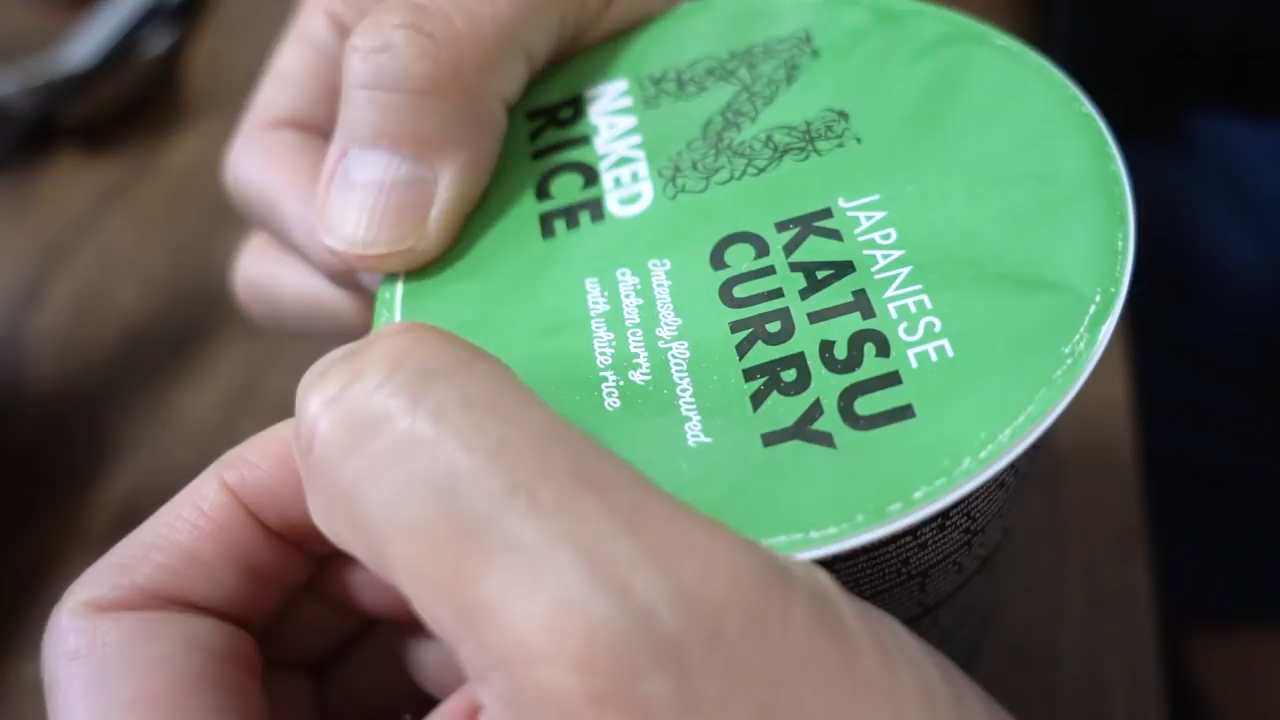 N
NAKED
RICE
JAPANESE
KATSU
CURRY
Intensely flavoured
chicken curry
with white rice